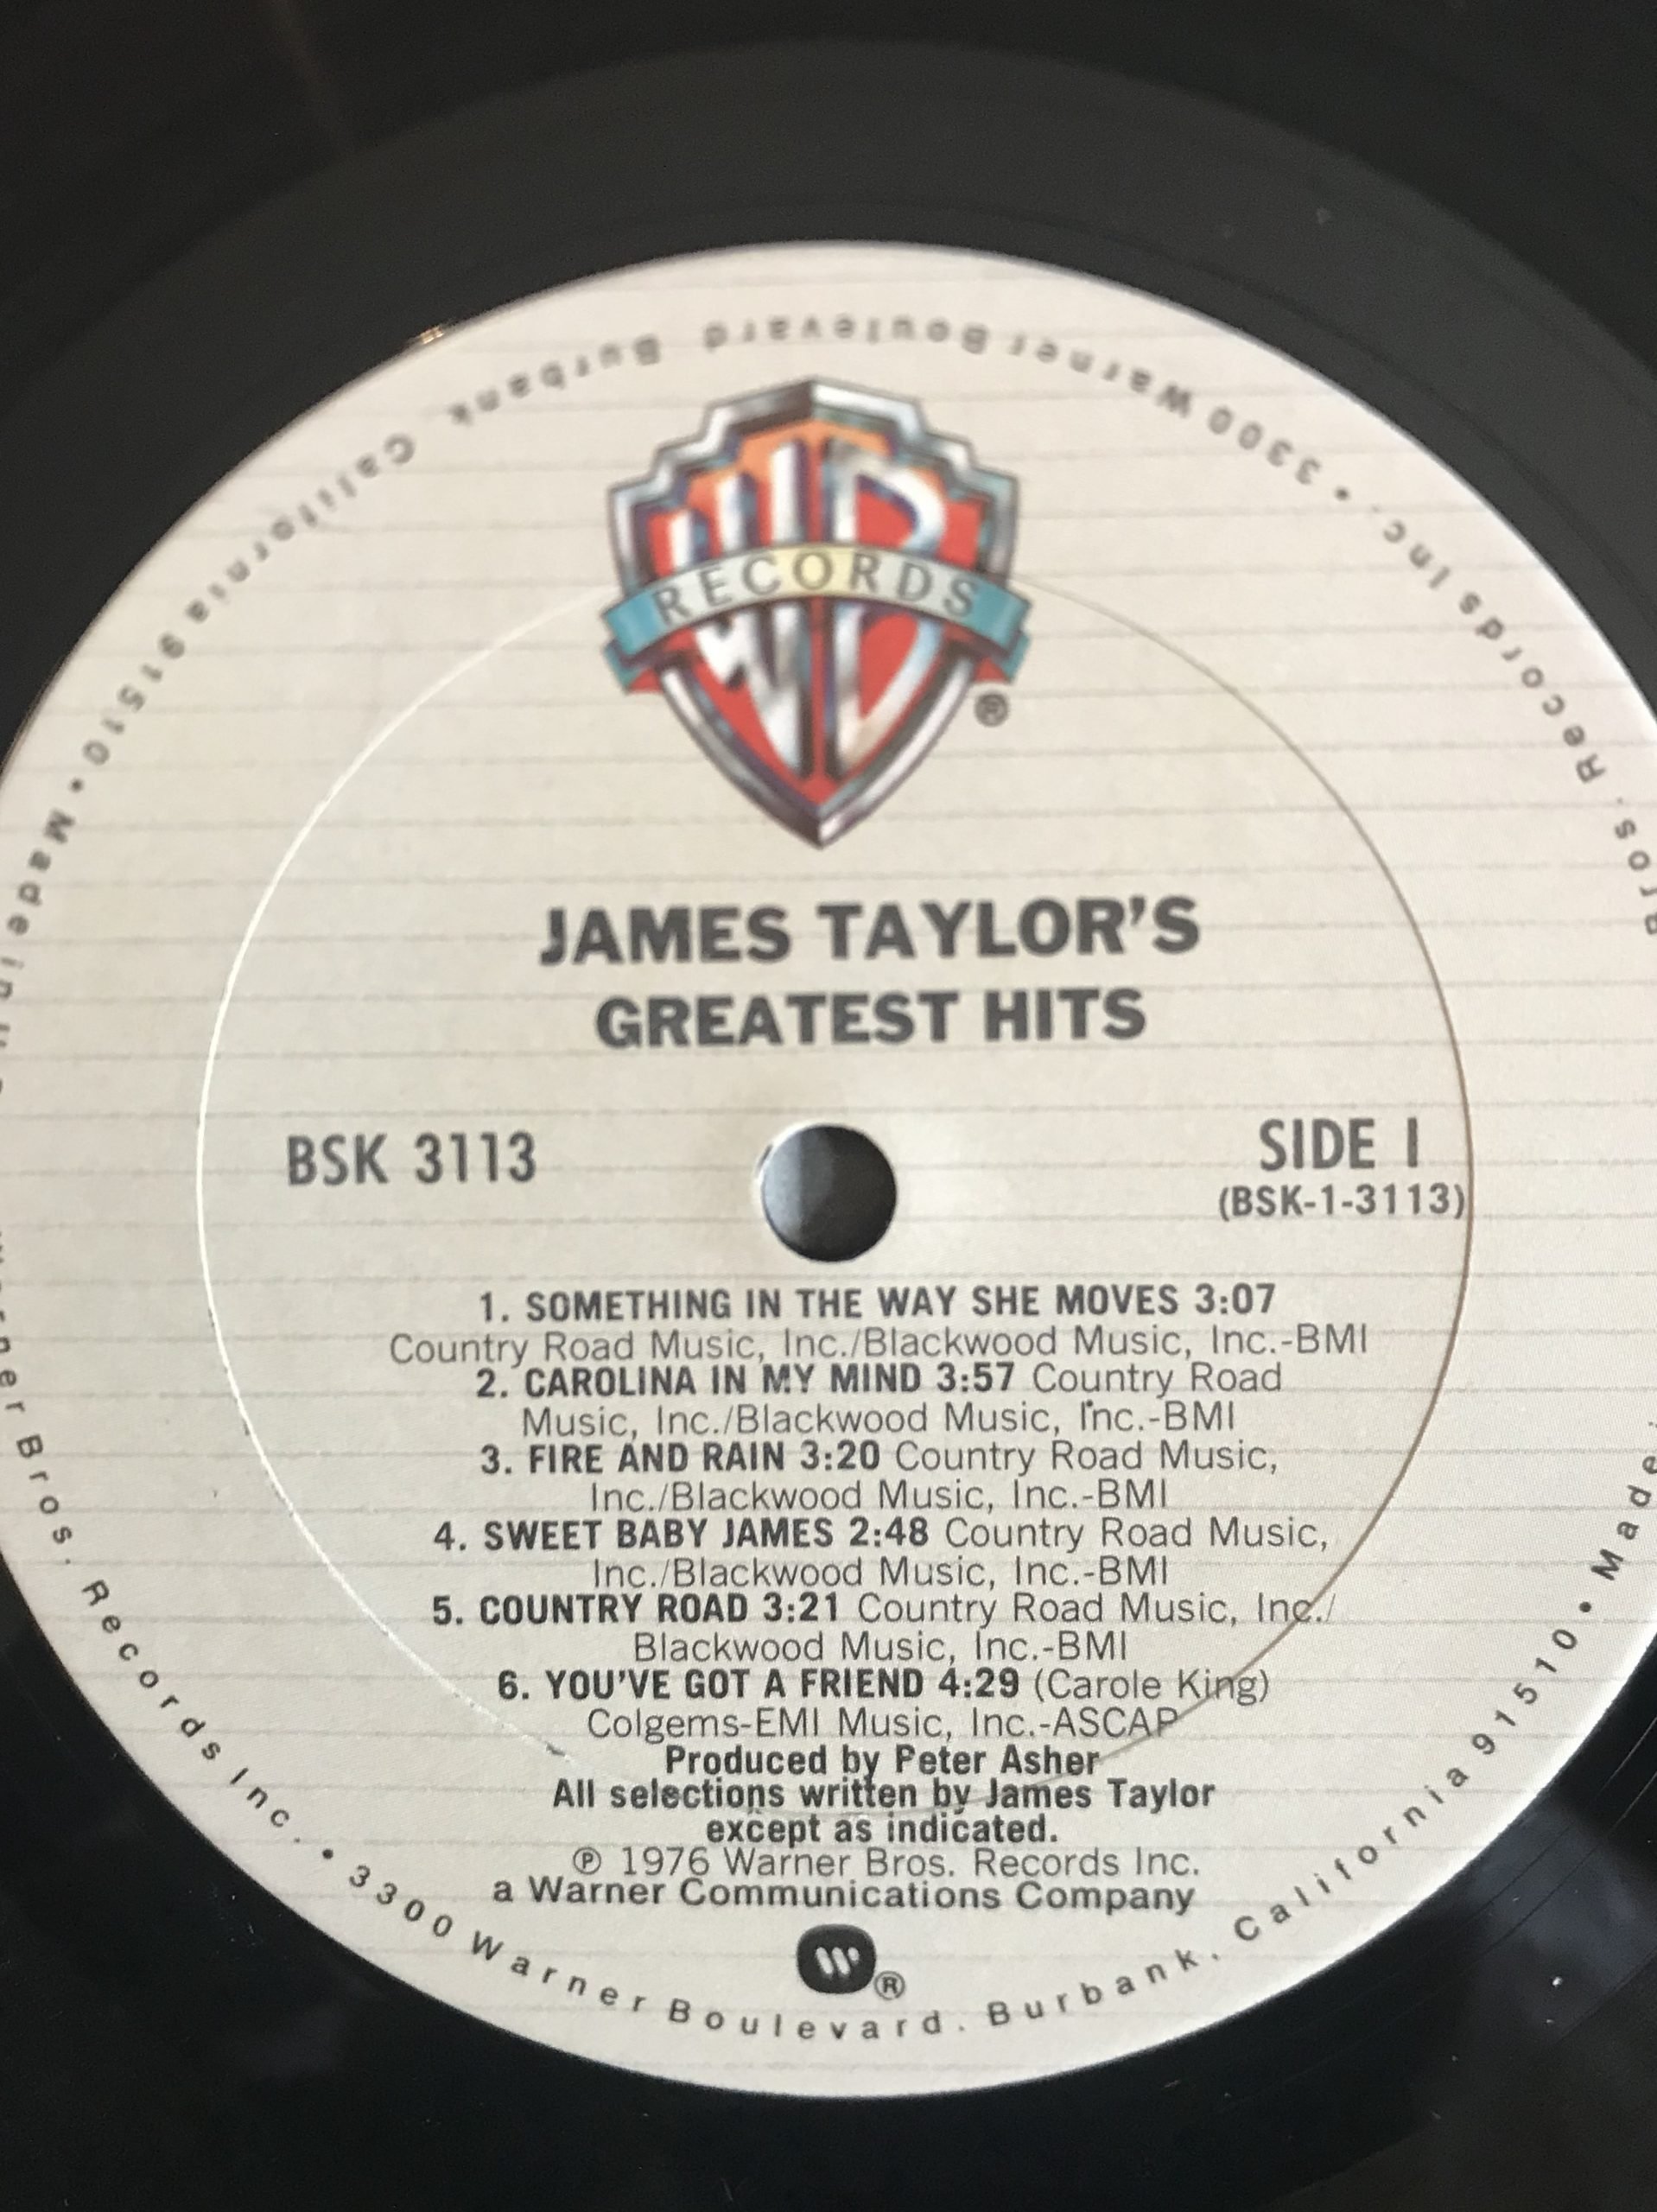 3300 Warner Boulevard Burbank California 91510 • Made in U
Bros. Records Inc. •
WB
RECORDS
®
JAMES TAYLOR'S
GREATEST HITS
BSK 3113
SIDE 1
(BSK-1-3113)
1. SOMETHING IN THE WAY SHE MOVES 3:07
Country Road Music, Inc./Blackwood Music, Inc.-BMI
2. CAROLINA IN MY MIND 3:57 Country Road
Music, Inc./Blackwood Music, Inc.-BMI
3. FIRE AND RAIN 3:20 Country Road Music,
Inc./Blackwood Music, Inc.-BMI
4. SWEET BABY JAMES 2:48 Country Road Music,
Inc./Blackwood Music, Inc.-BMI
5. COUNTRY ROAD 3:21 Country Road Music, Inc./
Blackwood Music, Inc.-BMI
6. YOU'VE GOT A FRIEND 4:29 (Carole King)
Colgems-EMI Music, Inc.-ASCAP
Produced by Peter Asher
All selections written by James Taylor
except as indicated.
℗ 1976 Warner Bros. Records Inc.
a Warner Communications Company
W®
Warner Bros. Records Inc. • 3300 Warner Boulevard. Burbank. California 91510 • Made